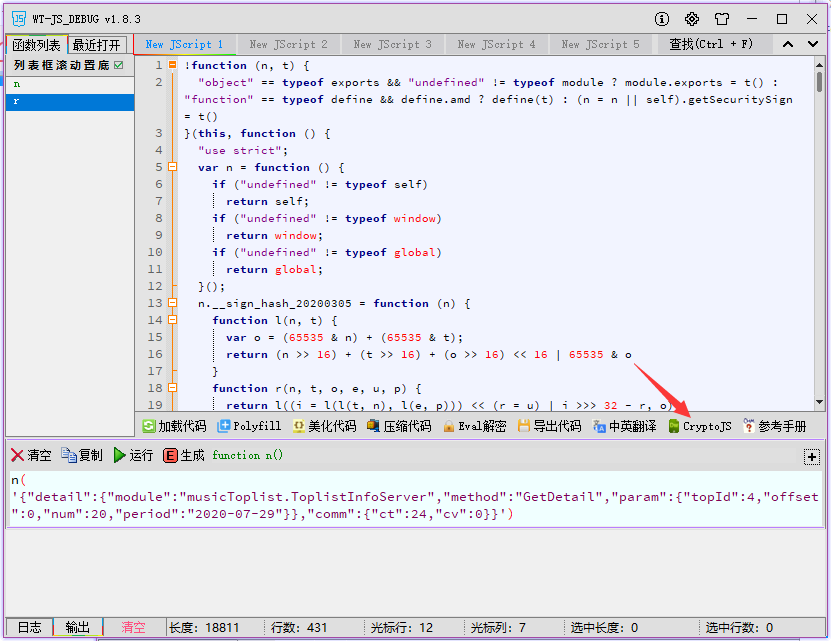 WT-JS_DEBUG v1.8.3
函数列表 最近打开 New JScript 1 New JScript 2 New JScript 3 New JScript 4 New JScript 5 查找(Ctrl + F)
列表框滚动置底
n
r
1 !function (n, t) {
2 "object" == typeof exports && "undefined" != typeof module ? module.exports = t() :
"function" == typeof define && define.amd ? define(t) : (n = n || self).getSecuritySign
= t()
3 }(this, function () {
4 "use strict";
5 var n = function () {
6 if ("undefined" != typeof self)
7 return self;
8 if ("undefined" != typeof window)
9 return window;
10 if ("undefined" != typeof global)
11 return global;
12 }();
13 n.__sign_hash_20200305 = function (n) {
14 function l(n, t) {
15 var o = (65535 & n) + (65535 & t);
16 return (n >> 16) + (t >> 16) + (o >> 16) << 16 | 65535 & o
17 }
18 function r(n, t, o, e, u, p) {
19 return l((i = l(l(t, n), l(e, p))) << (r = u) | i >>> 32 - r, o)
加载代码 Polyfill 美化代码 压缩代码 Eval解密 导出代码 中英翻译 CryptoJS 参考手册
清空 复制 运行 E 生成 function n()
n(
'{"detail":{"module":"musicToplist.ToplistInfoServer","method":"GetDetail","param":{"topId":4,"offset
":0,"num":20,"period":"2020-07-29"}},"comm":{"ct":24,"cv":0}}')
日志 输出 清空 长度: 18811 行数: 431 光标行: 12 光标列: 7 选中长度: 0 选中行数: 0